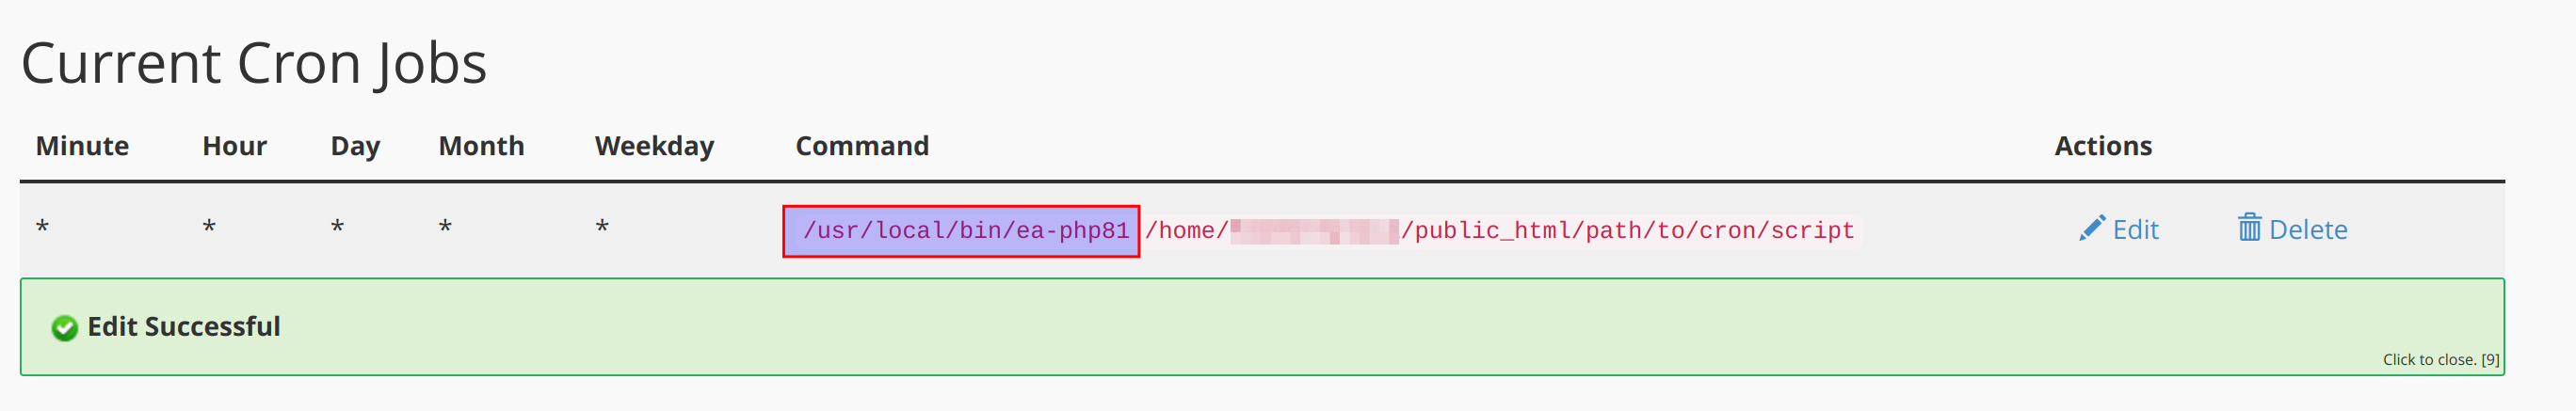 Current Cron Jobs
Minute Hour Day Month Weekday Command Actions
* * * * * /usr/local/bin/ea-php81 /home/ /public_html/path/to/cron/script Edit Delete
Edit Successful
Click to close. [9]